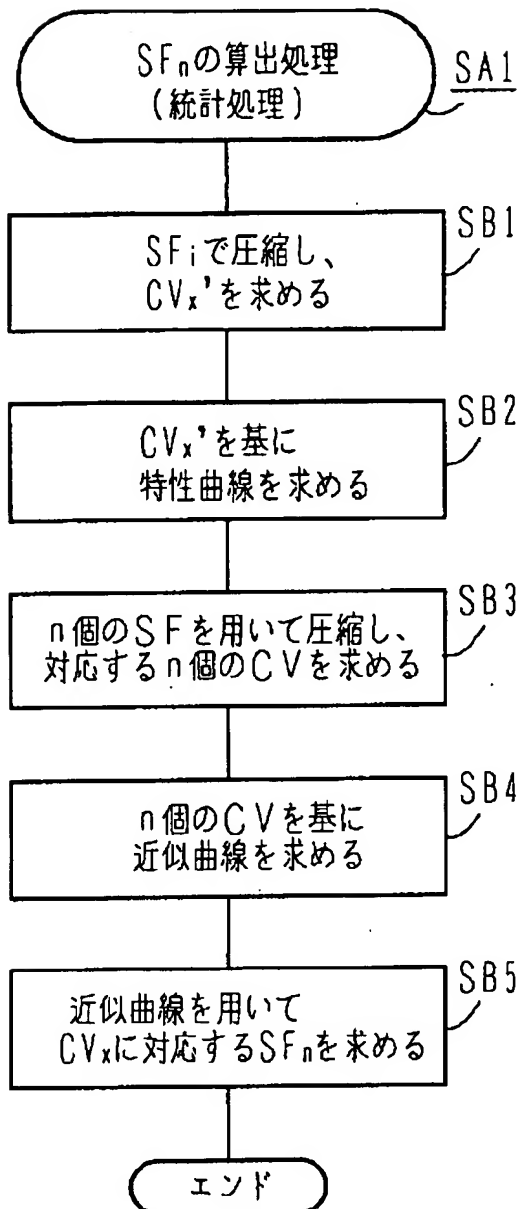 SFnの算出処理
(統計処理)
SA1
SB1
SFiで圧縮し、
CVx'を求める
SB2
CVx'を基に
特性曲線を求める
SB3
n個のSFを用いて圧縮し、
対応するn個のCVを求める
SB4
n個のCVを基に
近似曲線を求める
SB5
近似曲線を用いて
CVxに対応するSFnを求める
エンド